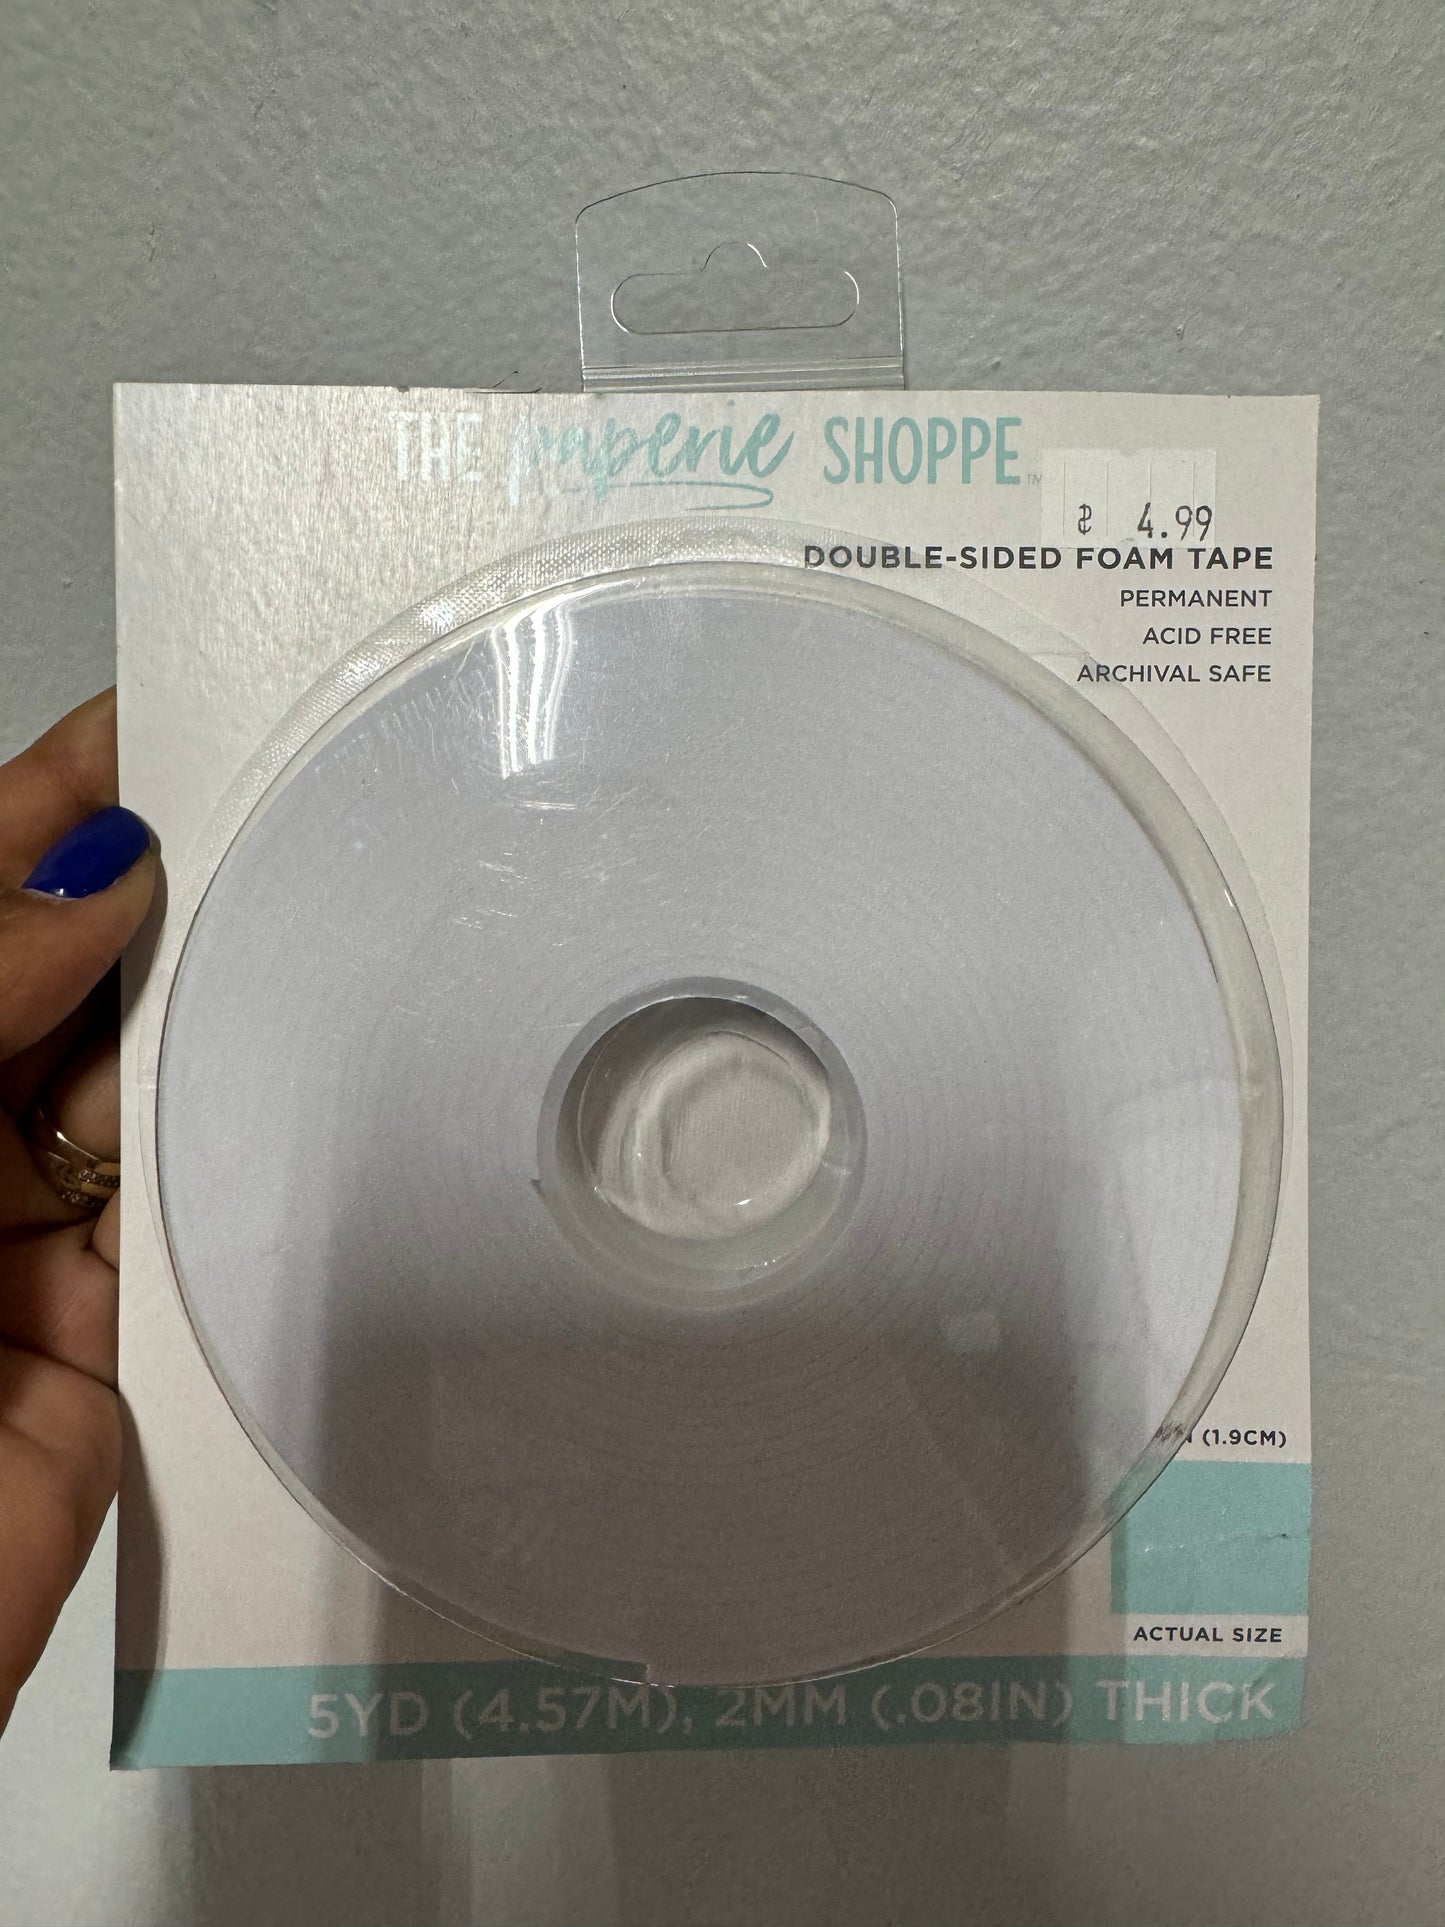 THE paperie SHOPPE™
4.99
DOUBLE-SIDED FOAM TAPE
PERMANENT
ACID FREE
ARCHIVAL SAFE
(1.9CM)
ACTUAL SIZE
5YD (4.57M), 2MM (.08IN) THICK